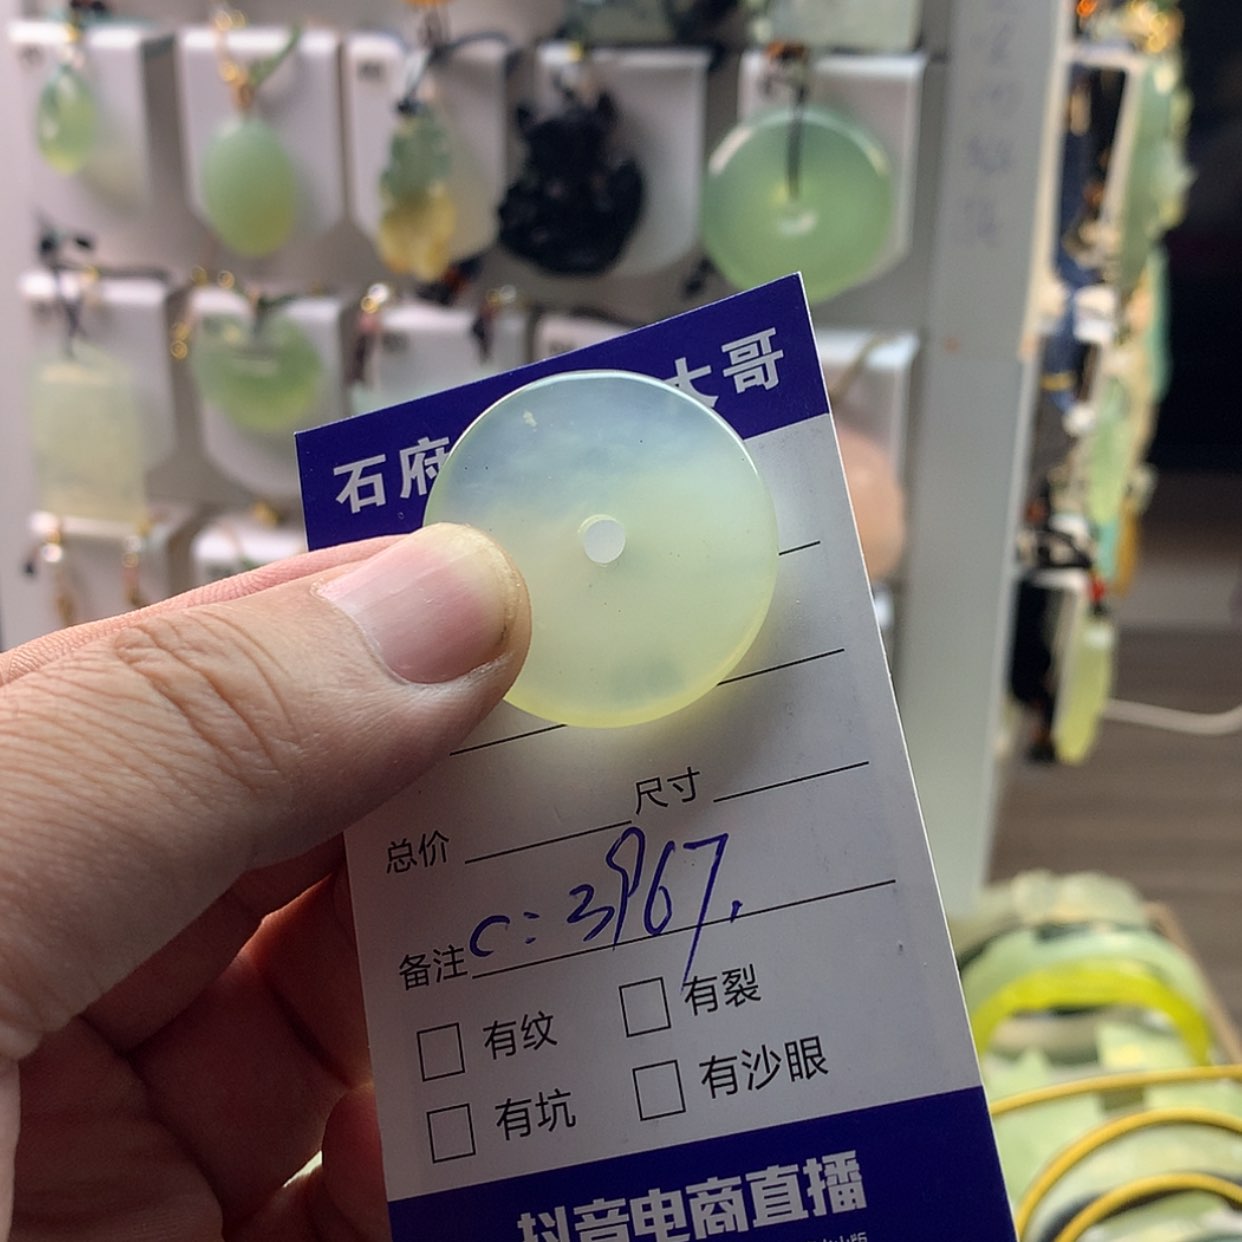 石府 大哥
尺寸
总价
备注 C: 3967.
有纹 有裂
有坑 有沙眼
抖音电商直播